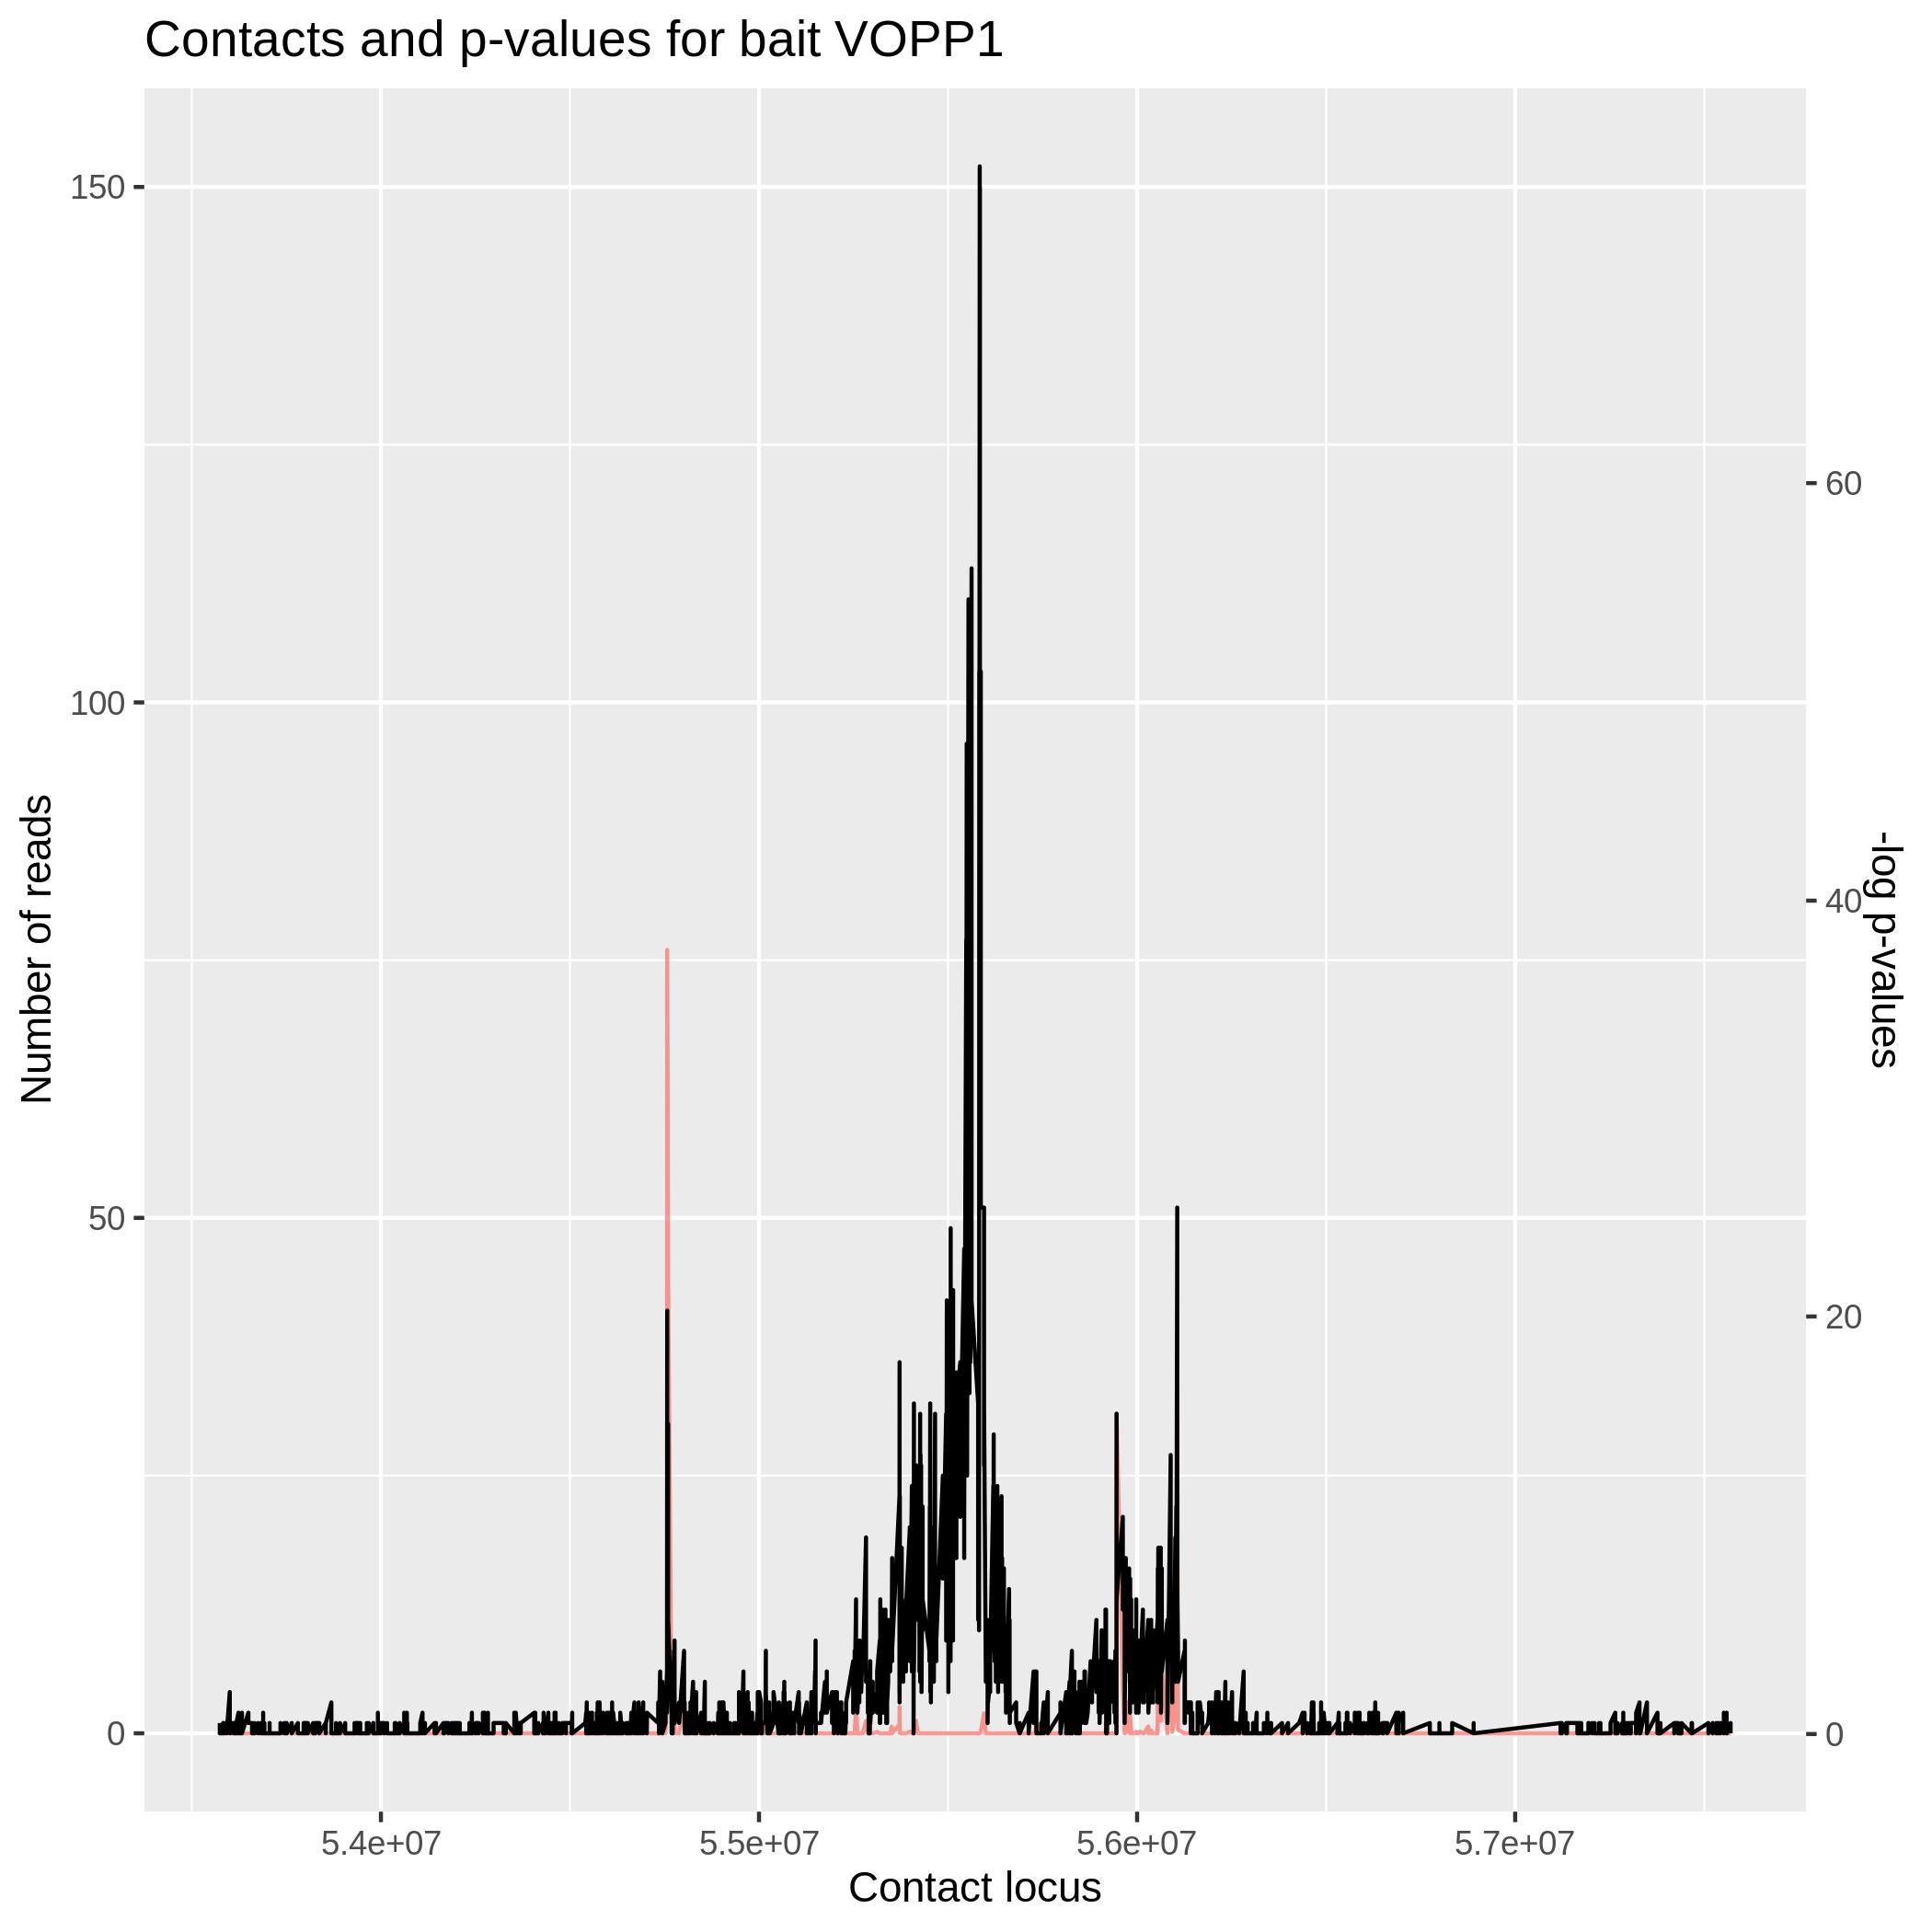 Contacts and p-values for bait VOPP1
150
100
50
0
Number of reads
60
40
20
0
-log p-values
5.4e+07
5.5e+07
5.6e+07
5.7e+07
Contact locus